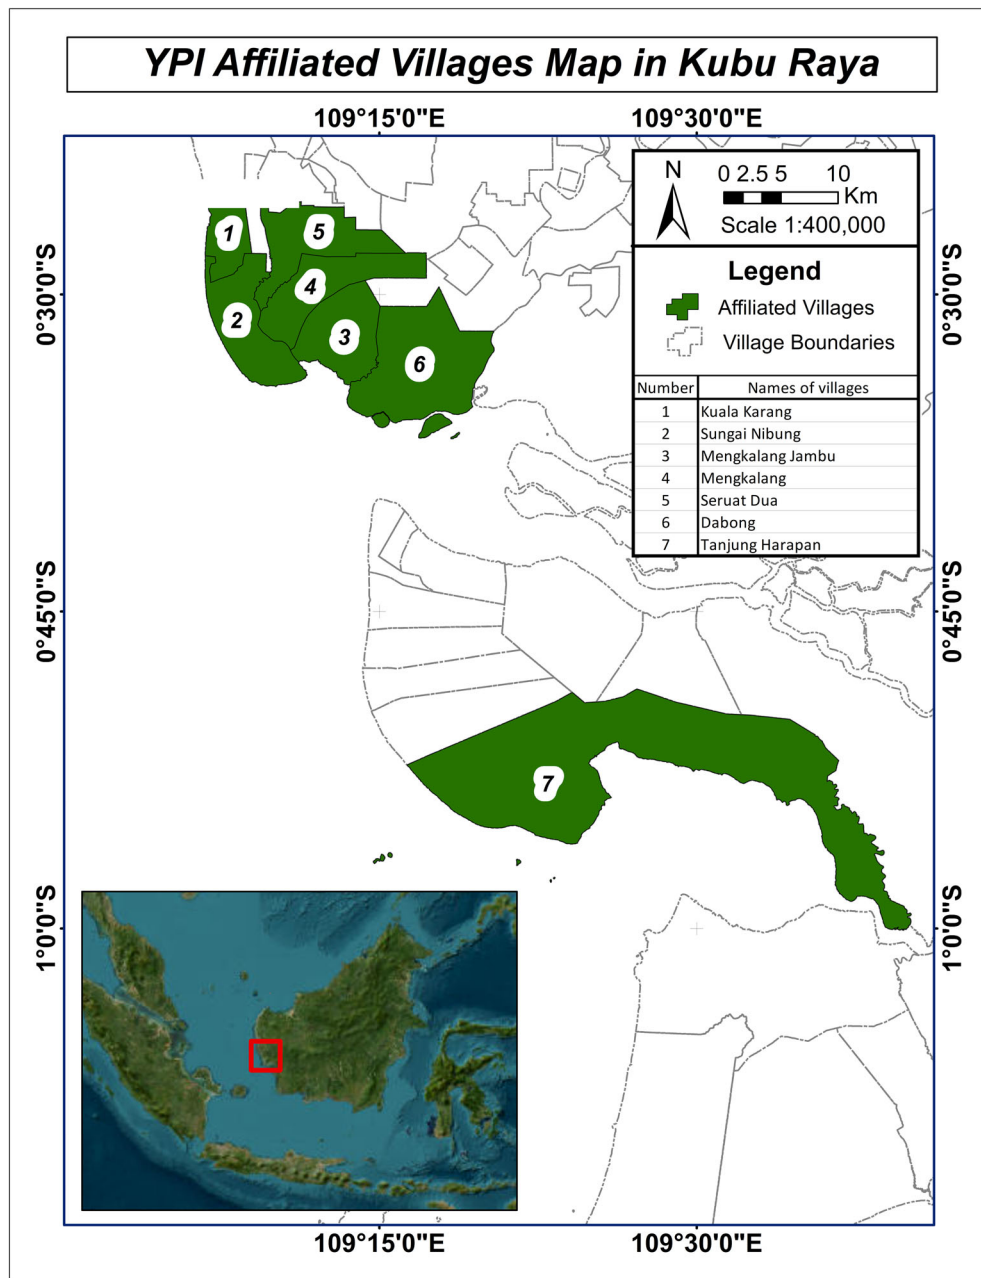 YPI Affiliated Villages Map in Kubu Raya
109°15'0"E 109°30'0"E
N
0 2.5 5 10
Km
Scale 1:400,000
Legend
Affiliated Villages
Village Boundaries
Number Names of villages
1 Kuala Karang
2 Sungai Nibung
3 Mengkalang Jambu
4 Mengkalang
5 Seruat Dua
6 Dabong
7 Tanjung Harapan
1
5
4
2
3
6
7
0°30'0"S 0°30'0"S
0°45'0"S 0°45'0"S
1°0'0"S 1°0'0"S
109°15'0"E 109°30'0"E